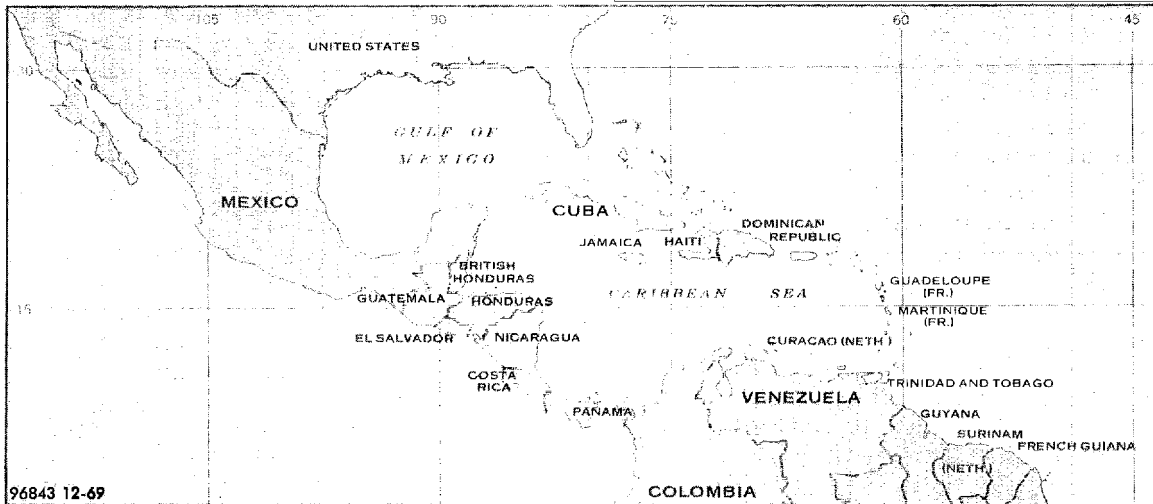 105 90 75 60 45
UNITED STATES
30
GULF OF
MEXICO
MEXICO
CUBA
DOMINICAN
REPUBLIC
JAMAICA HAITI
BRITISH
HONDURAS
GUADELOUPE
(FR.)
GUATEMALA HONDURAS
CARIBBEAN SEA
15
MARTINIQUE
(FR.)
EL SALVADOR NICARAGUA
CURACAO (NETH.)
COSTA
RICA
TRINIDAD AND TOBAGO
VENEZUELA
PANAMA
GUYANA
SURINAM
FRENCH GUIANA
(NETH.)
COLOMBIA
96843 12-69